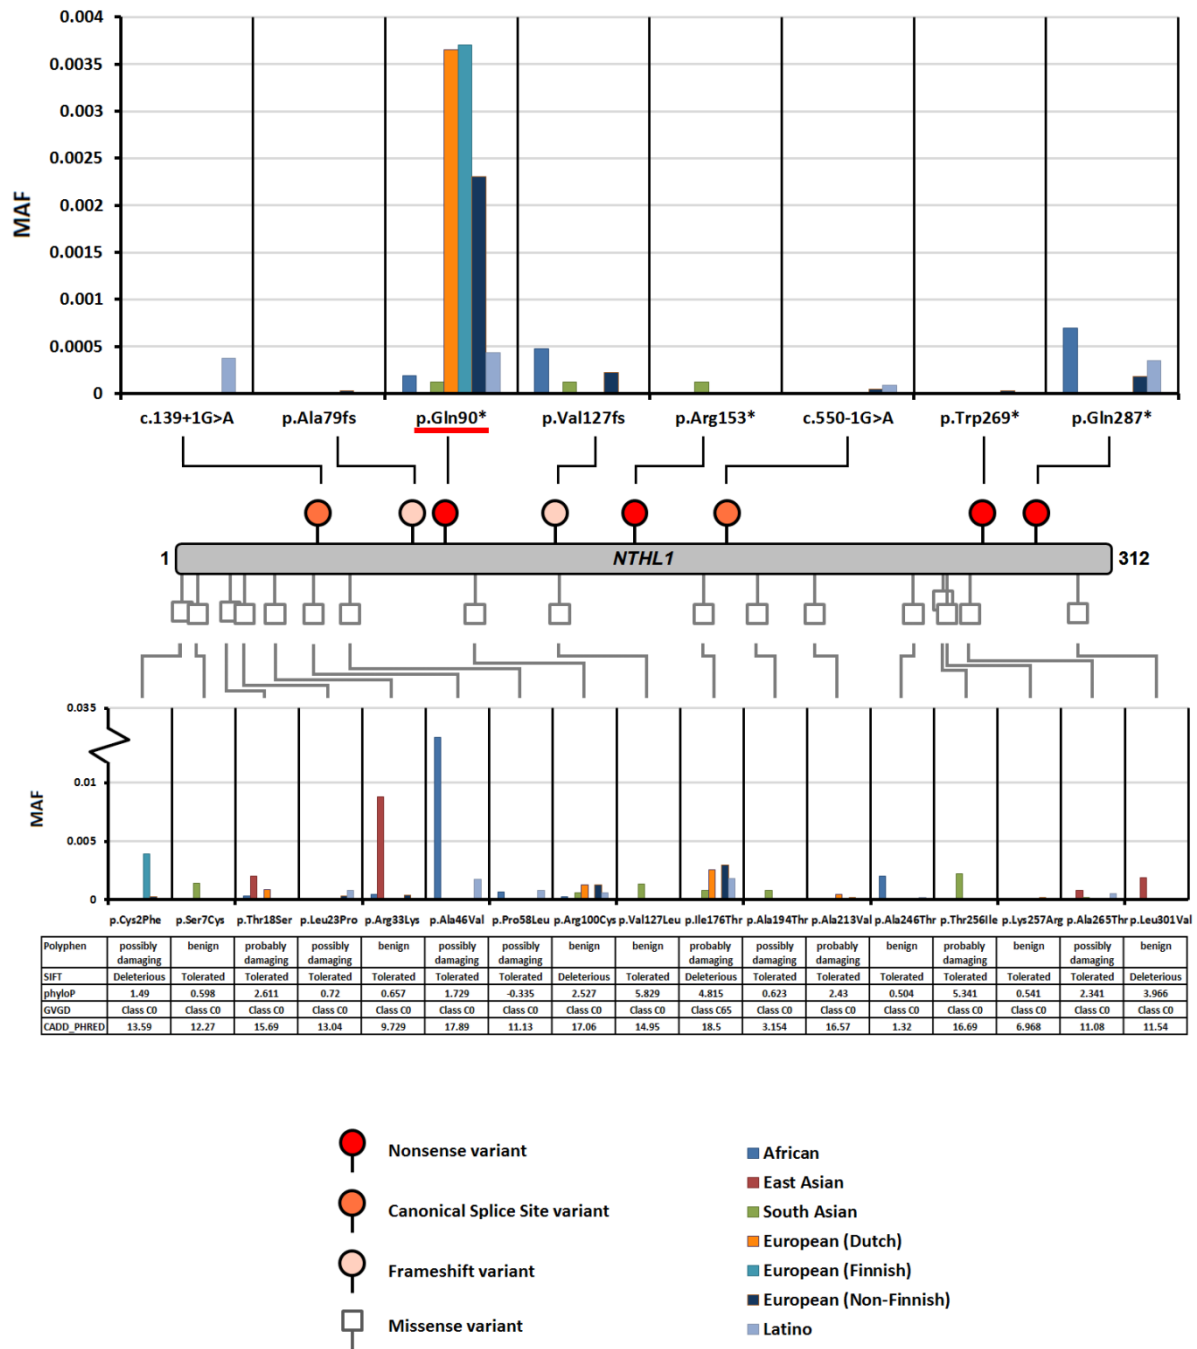 0.004
0.0035
0.003
0.0025
0.002
0.0015
0.001
0.0005
0
MAF
c.139+1G>A p.Ala79fs p.Gln90* p.Val127fs p.Arg153* c.550-1G>A p.Trp269* p.Gln287*
1 NTHL1 312
0.035
0.01
0.005
0
MAF
p.Cys2Phe p.Ser7Cys p.Thr18Ser p.Leu23Pro p.Arg33Lys p.Ala46Val p.Pro58Leu p.Arg100Cys p.Val127Leu p.Ile176Thr p.Ala194Thr p.Ala213Val p.Ala246Thr p.Thr256Ile p.Lys257Arg p.Ala265Thr p.Leu301Val
Polyphen possibly damaging benign probably damaging possibly damaging benign possibly damaging possibly damaging benign benign probably damaging possibly damaging probably damaging benign probably damaging benign possibly damaging benign
SIFT Deleterious Tolerated Tolerated Tolerated Tolerated Tolerated Tolerated Deleterious Tolerated Deleterious Tolerated Tolerated Tolerated Tolerated Tolerated Tolerated Deleterious
phyloP 1.49 0.598 2.611 0.72 0.657 1.729 -0.335 2.527 5.829 4.815 0.623 2.43 0.504 5.341 0.541 2.341 3.966
GVGD Class C0 Class C0 Class C0 Class C0 Class C0 Class C0 Class C0 Class C0 Class C0 Class C65 Class C0 Class C0 Class C0 Class C0 Class C0 Class C0 Class C0
CADD_PHRED 13.59 12.27 15.69 13.04 9.729 17.89 11.13 17.06 14.95 18.5 3.154 16.57 1.32 16.69 6.968 11.08 11.54
Nonsense variant
Canonical Splice Site variant
Frameshift variant
Missense variant
African
East Asian
South Asian
European (Dutch)
European (Finnish)
European (Non-Finnish)
Latino